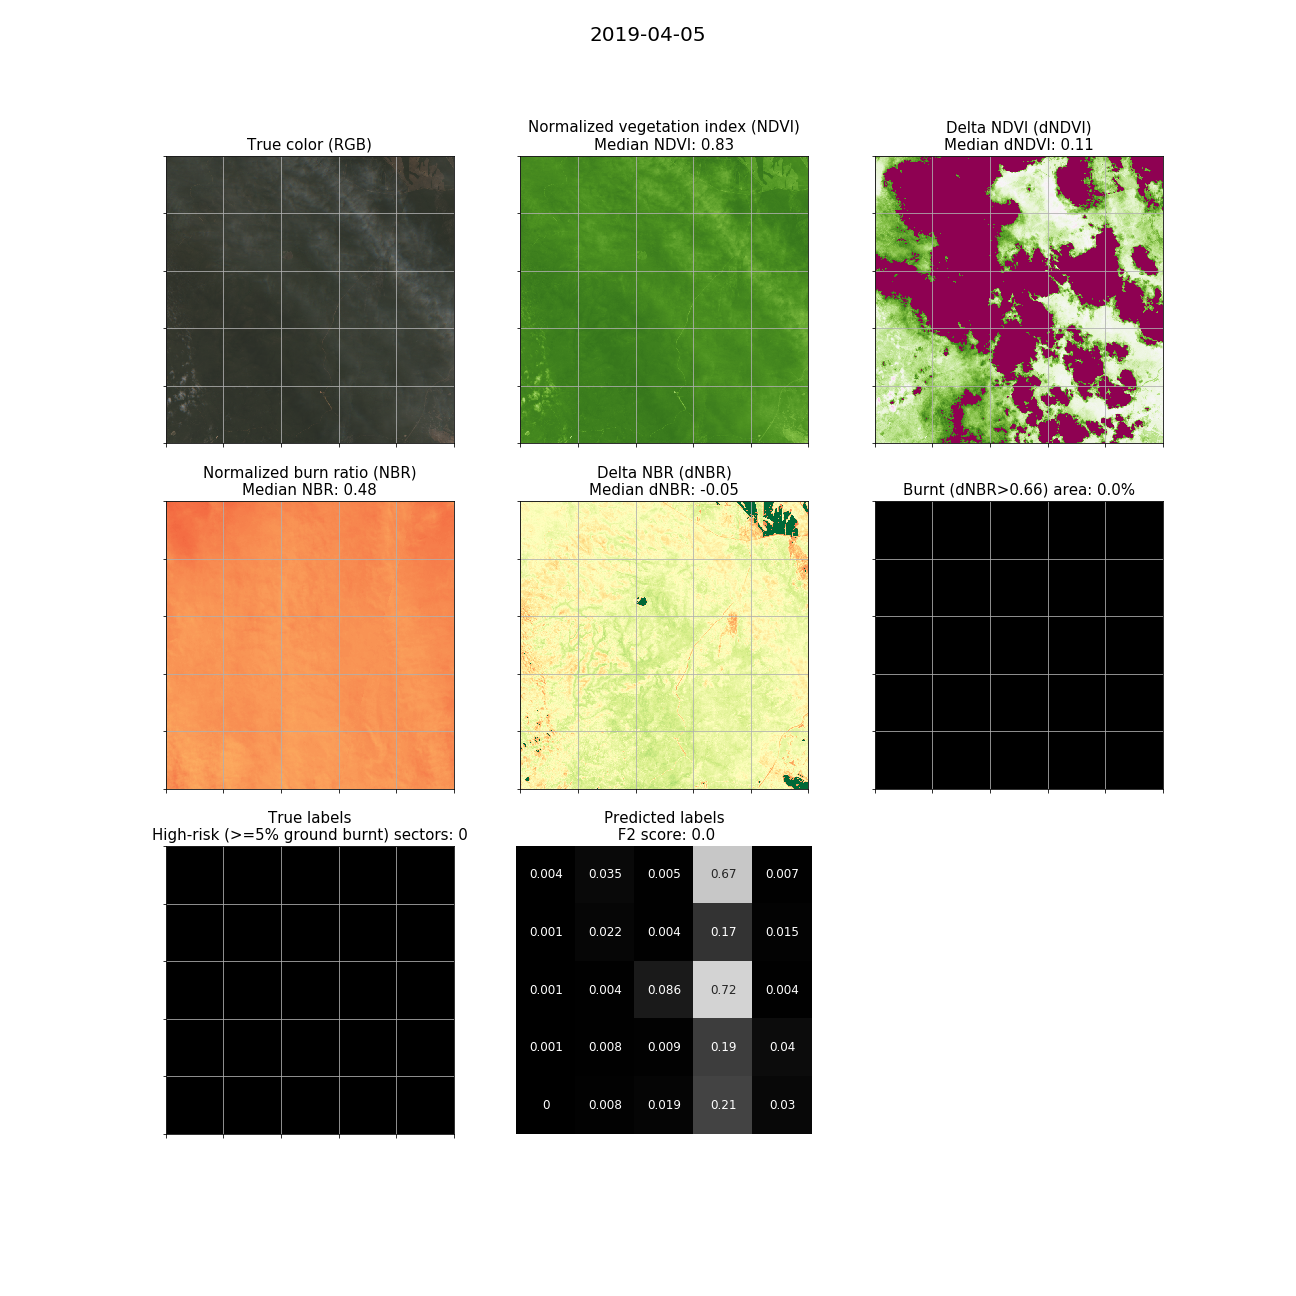 2019-04-05
True color (RGB)
Normalized vegetation index (NDVI)
Median NDVI: 0.83
Delta NDVI (dNDVI)
Median dNDVI: 0.11
Normalized burn ratio (NBR)
Median NBR: 0.48
Delta NBR (dNBR)
Median dNBR: -0.05
Burnt (dNBR>0.66) area: 0.0%
True labels
High-risk (>=5% ground burnt) sectors: 0
Predicted labels
F2 score: 0.0
0.004 0.035 0.005 0.67 0.007
0.001 0.022 0.004 0.17 0.015
0.001 0.004 0.086 0.72 0.004
0.001 0.008 0.009 0.19 0.04
0 0.008 0.019 0.21 0.03